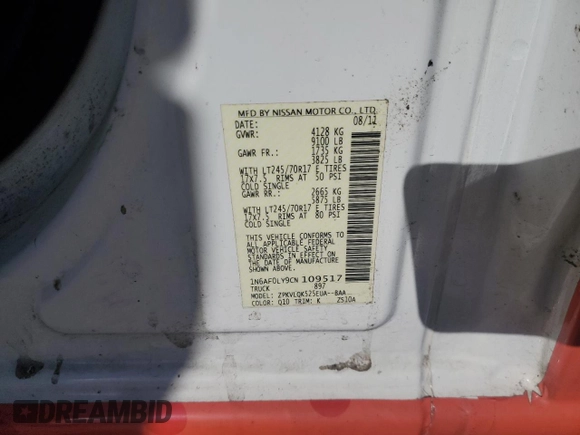 MFD BY NISSAN MOTOR CO., LTD.
DATE: 08/12
GVWR: 4128 KG
9100 LB
GAWR FR.: 1735 KG
3825 LB
WITH LT245/70R17 E TIRES
17X7.5 RIMS AT 50 PSI
COLD SINGLE
GAWR RR.: 2665 KG
5875 LB
WITH LT245/70R17 E TIRES
17X7.5 RIMS AT 80 PSI
COLD SINGLE
THIS VEHICLE CONFORMS TO
ALL APPLICABLE FEDERAL
MOTOR VEHICLE SAFETY
STANDARDS IN EFFECT ON
THE DATE OF MANUFACTURE
SHOWN ABOVE.
1N6AF0LY9CN 109517
TRUCK 897
MODEL: ZPKVLQK525EUA--BAA
COLOR: Q10 TRIM: K Z510A
DREAMBID